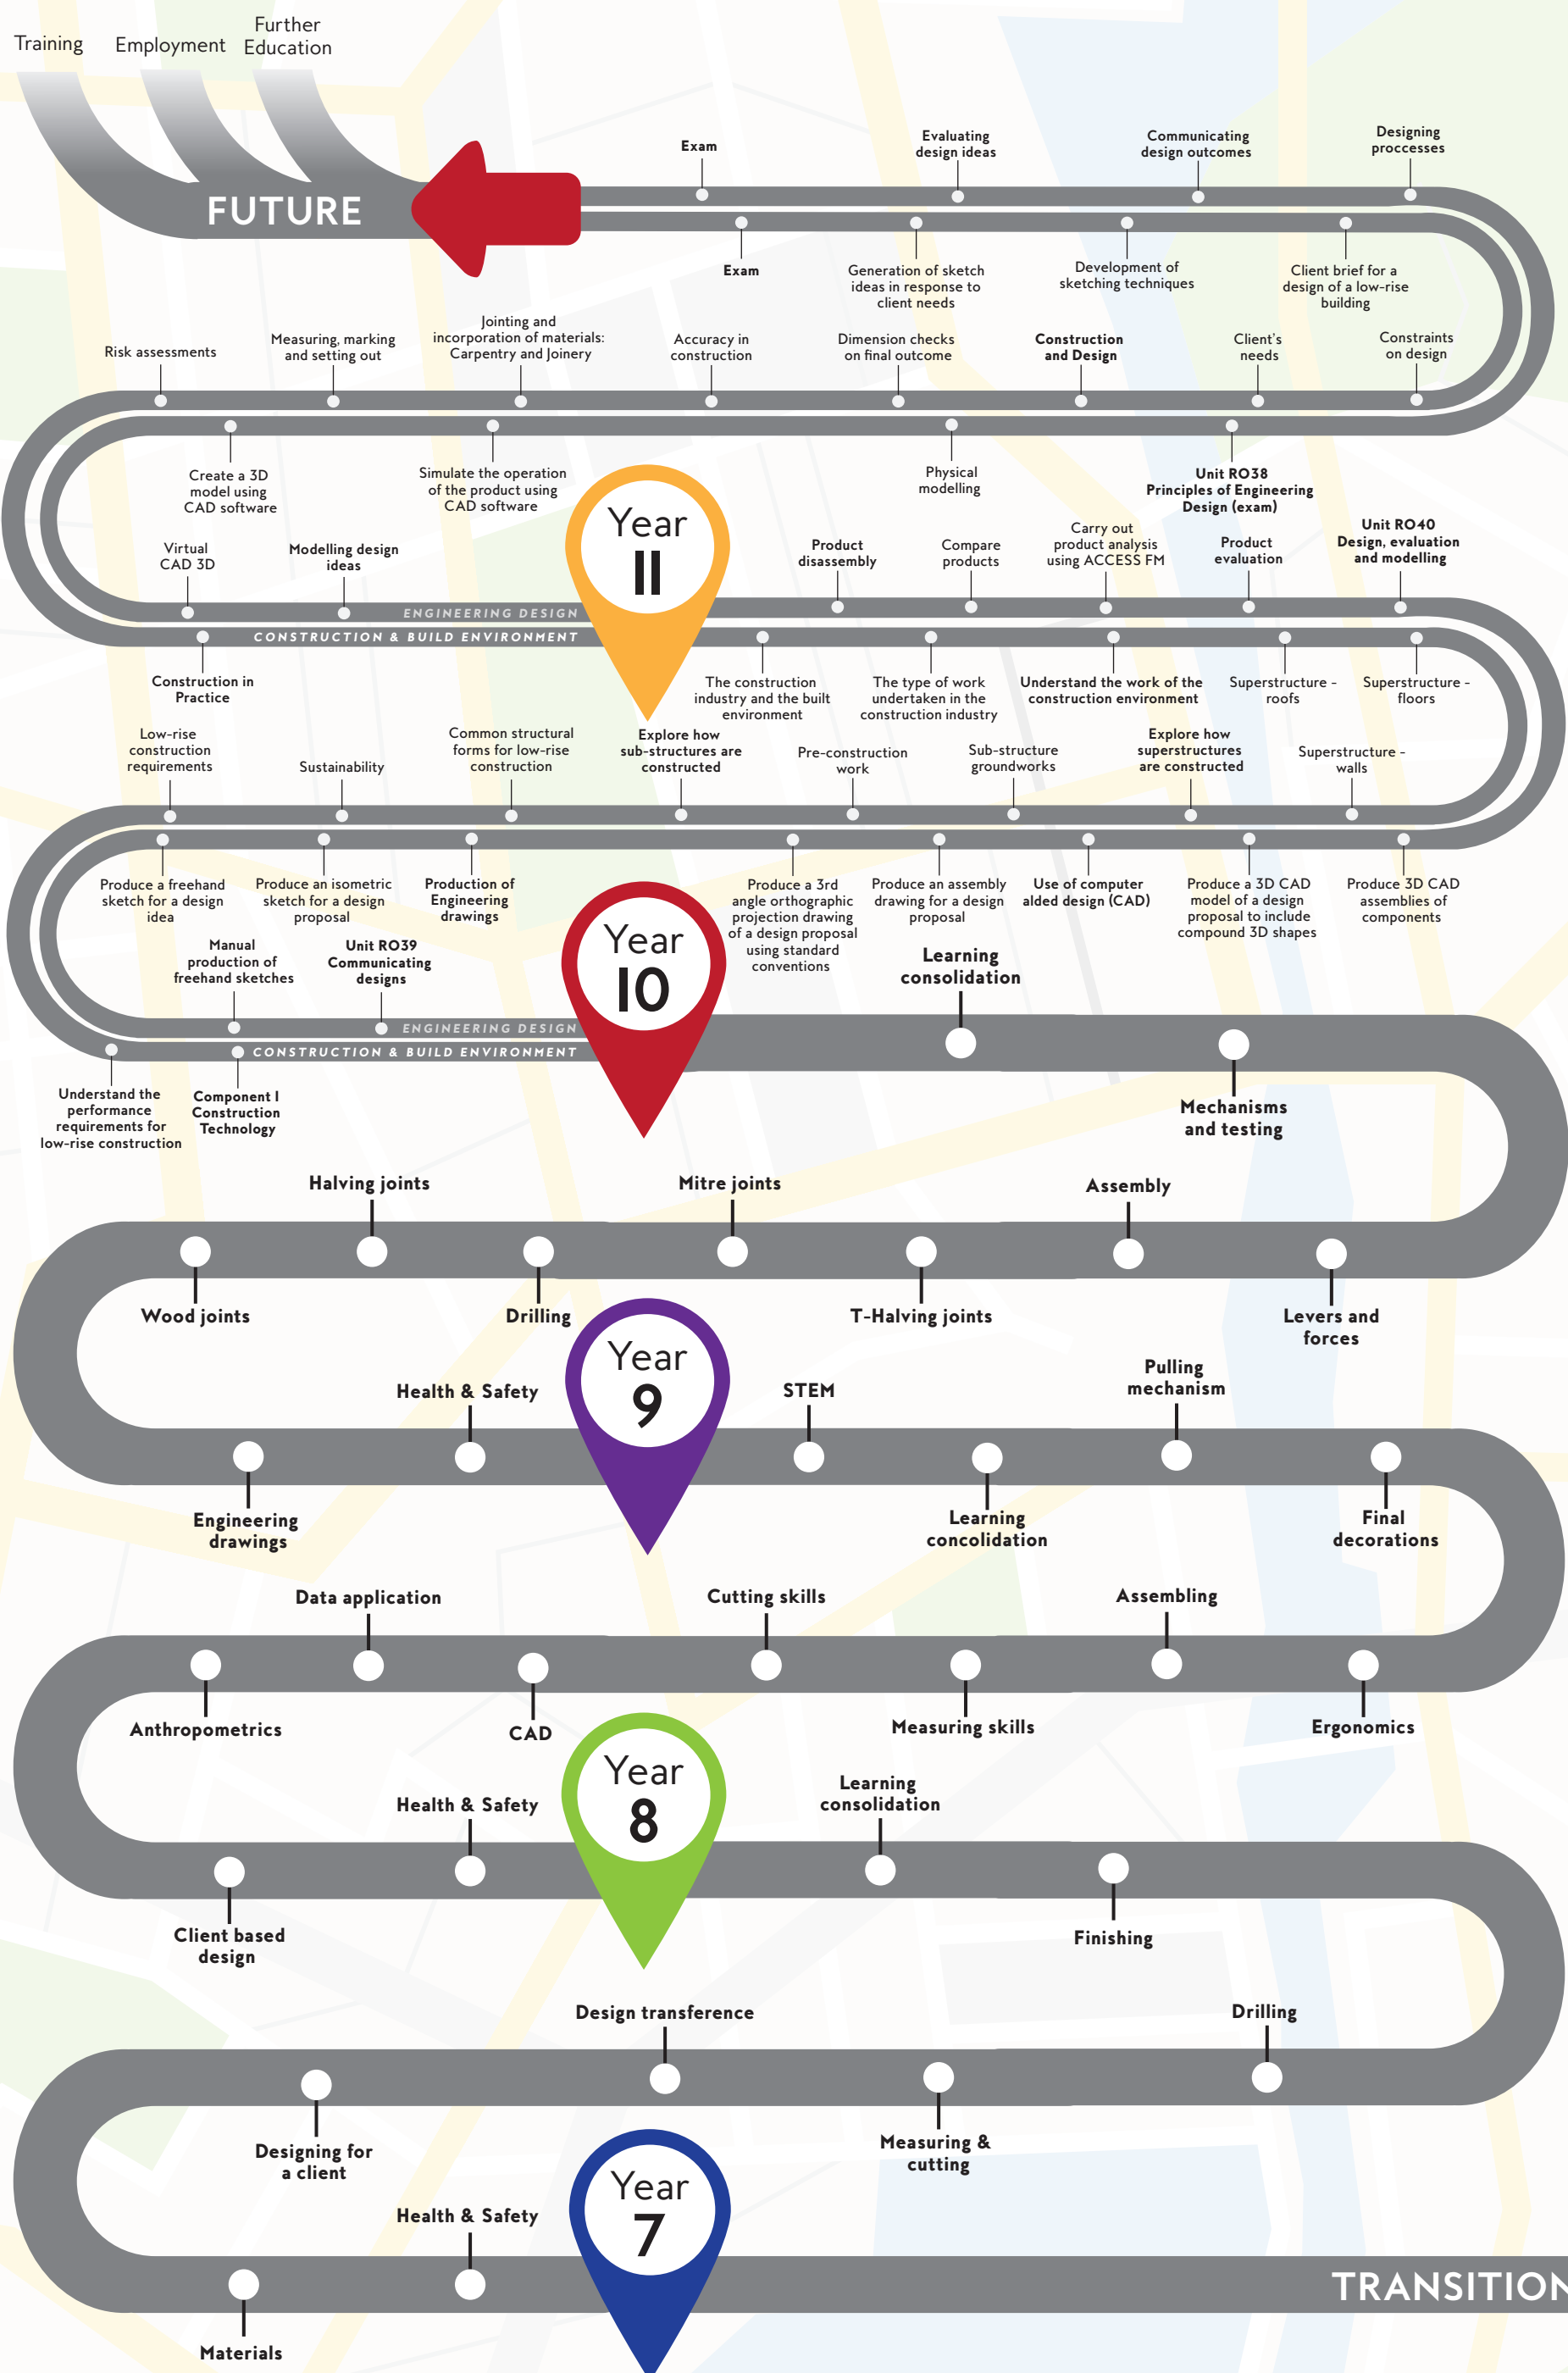 Training
Employment
Further
Education
FUTURE
Exam
Evaluating
design ideas
Communicating
design outcomes
Designing
proccesses
Exam
Generation of sketch
ideas in response to
client needs
Development of
sketching techniques
Client brief for a
design of a low-rise
building
Risk assessments
Measuring, marking
and setting out
Jointing and
incorporation of materials:
Carpentry and Joinery
Accuracy in
construction
Dimension checks
on final outcome
Construction
and Design
Client's
needs
Constraints
on design
Create a 3D
model using
CAD software
Simulate the operation
of the product using
CAD software
Physical
modelling
Unit RO38
Principles of Engineering
Design (exam)
Year
11
Virtual
CAD 3D
Modelling design
ideas
Product
disassembly
Compare
products
Carry out
product analysis
using ACCESS FM
Product
evaluation
Unit RO40
Design, evaluation
and modelling
ENGINEERING DESIGN
CONSTRUCTION & BUILD ENVIRONMENT
Construction in
Practice
The construction
industry and the built
environment
The type of work
undertaken in the
construction industry
Understand the work of the
construction environment
Superstructure -
roofs
Superstructure -
floors
Low-rise
construction
requirements
Sustainability
Common structural
forms for low-rise
construction
Explore how
sub-structures are
constructed
Pre-construction
work
Sub-structure
groundworks
Explore how
superstructures
are constructed
Superstructure -
walls
Produce a freehand
sketch for a design
idea
Produce an isometric
sketch for a design
proposal
Production of
Engineering
drawings
Produce a 3rd
angle orthographic
projection drawing
of a design proposal
using standard
conventions
Produce an assembly
drawing for a design
proposal
Use of computer
alded design (CAD)
Produce a 3D CAD
model of a design
proposal to include
compound 3D shapes
Produce 3D CAD
assemblies of
components
Year
10
Manual
production of
freehand sketches
Unit RO39
Communicating
designs
Learning
consolidation
ENGINEERING DESIGN
CONSTRUCTION & BUILD ENVIRONMENT
Understand the
performance
requirements for
low-rise construction
Component I
Construction
Technology
Mechanisms
and testing
Halving joints
Mitre joints
Assembly
Wood joints
Drilling
T-Halving joints
Levers and
forces
Year
9
Health & Safety
STEM
Pulling
mechanism
Engineering
drawings
Learning
concolidation
Final
decorations
Data application
Cutting skills
Assembling
Anthropometrics
CAD
Measuring skills
Ergonomics
Year
8
Health & Safety
Learning
consolidation
Client based
design
Finishing
Design transference
Drilling
Designing for
a client
Measuring &
cutting
Year
7
Health & Safety
TRANSITION
Materials